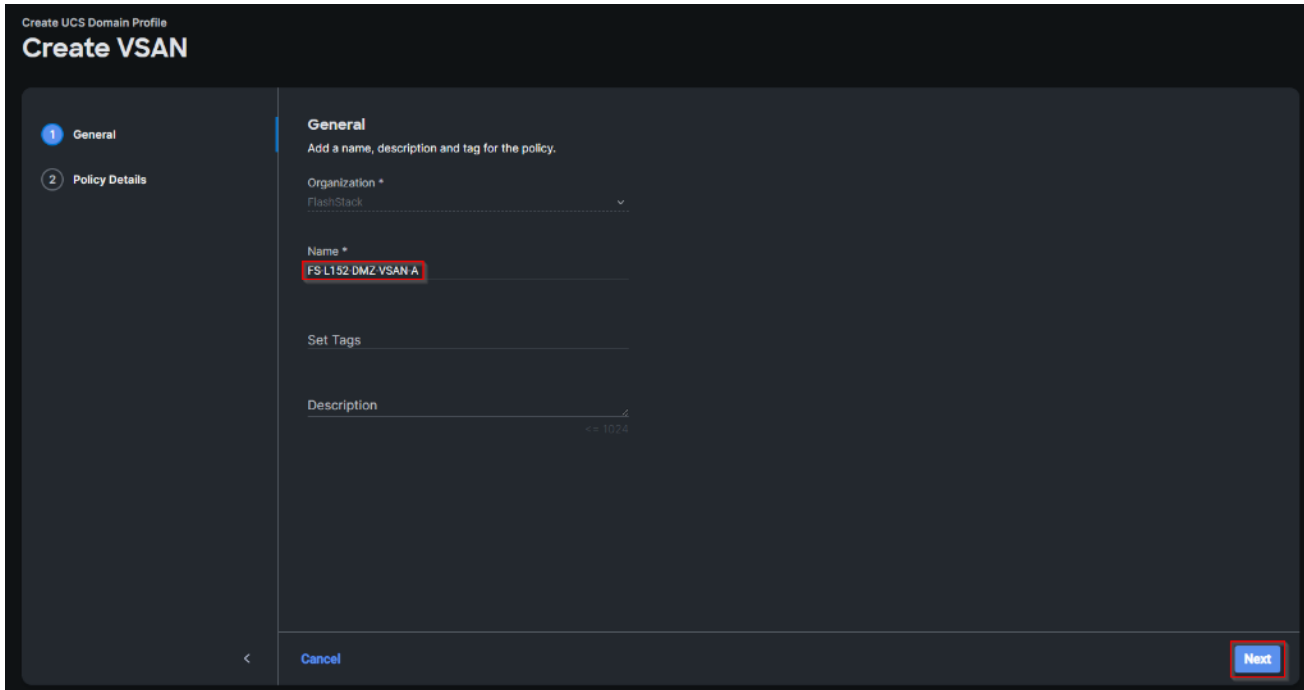 Create UCS Domain Profile
Create VSAN
1 General
2 Policy Details
General
Add a name, description and tag for the policy.
Organization *
FlashStack
Name *
FS-L152-DMZ-VSAN-A
Set Tags
Description
<= 1024
Cancel
Next